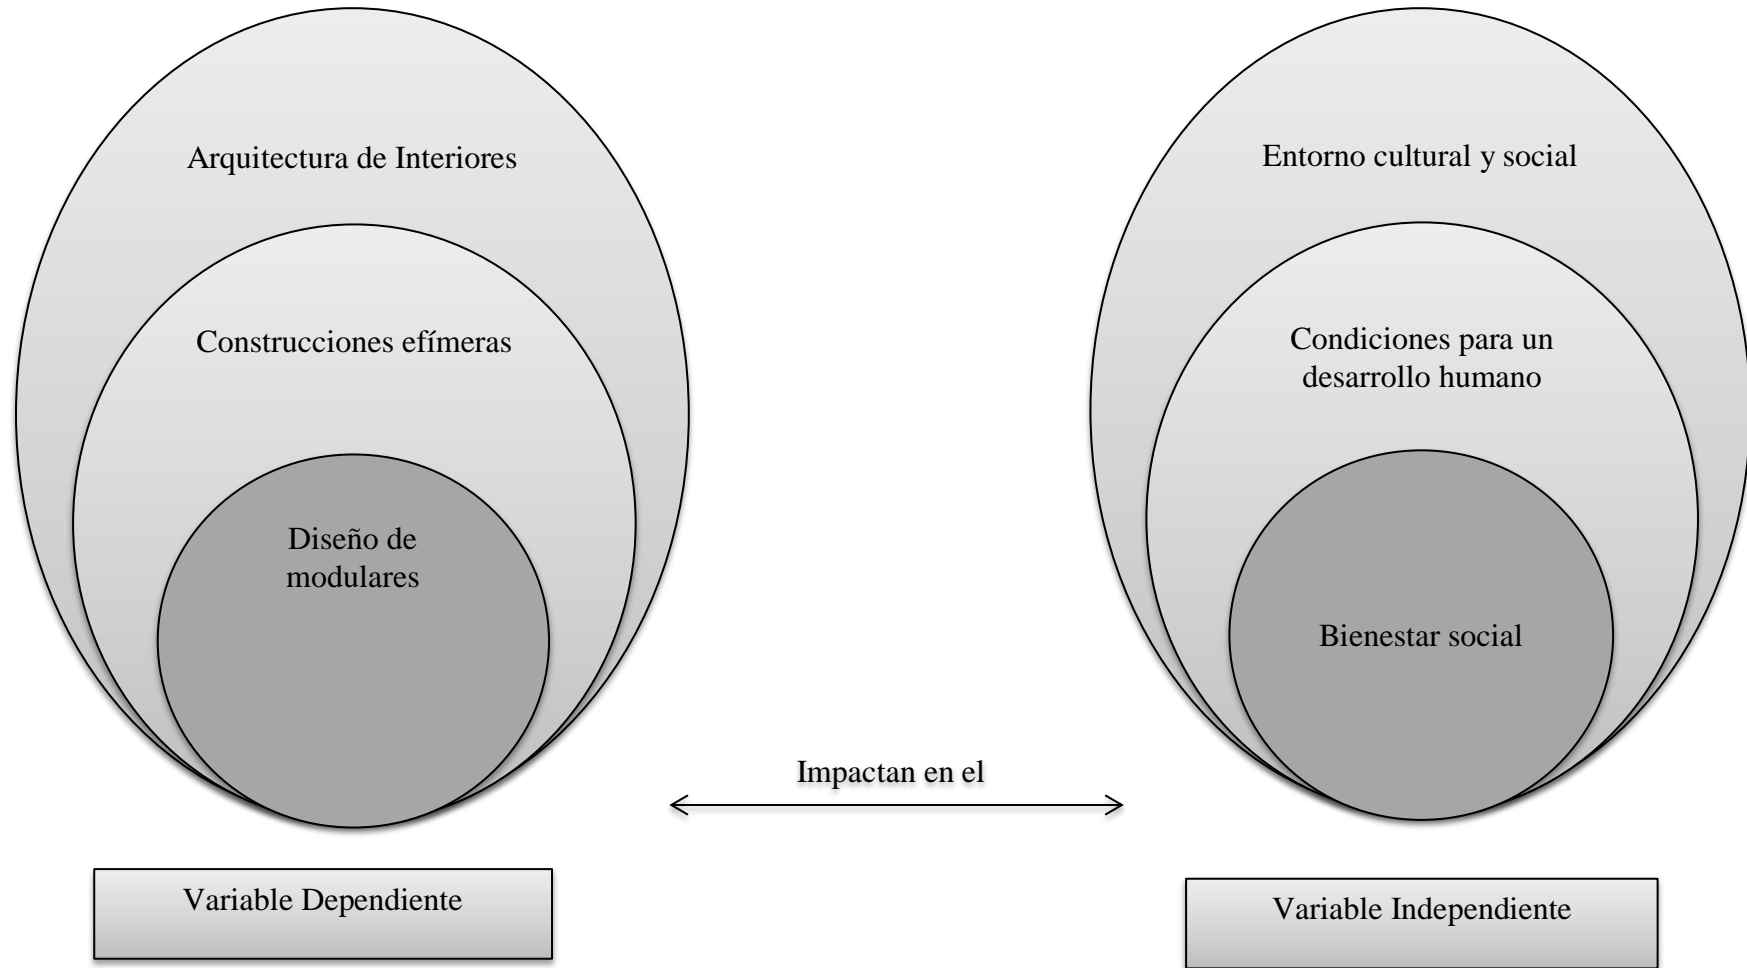 Arquitectura de Interiores
Construcciones efímeras
Diseño de
modulares
Variable Dependiente
Impactan en el
Entorno cultural y social
Condiciones para un
desarrollo humano
Bienestar social
Variable Independiente